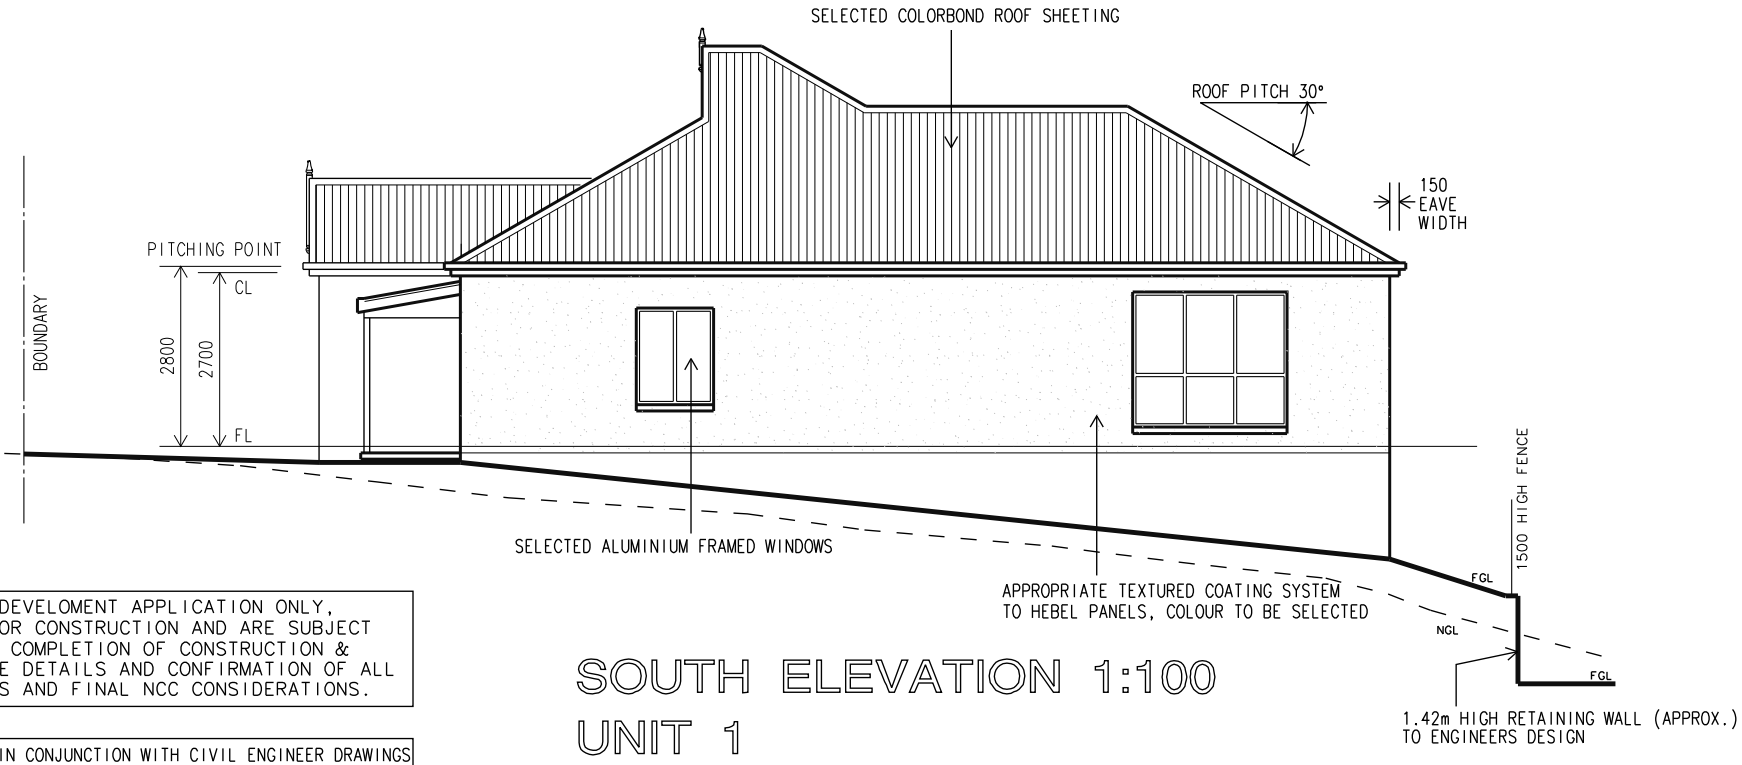 SELECTED COLORBOND ROOF SHEETING
ROOF PITCH 30°
150
EAVE
WIDTH
PITCHING POINT
CL
BOUNDARY
2800
2700
FL
1500 HIGH FENCE
SELECTED ALUMINIUM FRAMED WINDOWS
APPROPRIATE TEXTURED COATING SYSTEM
TO HEBEL PANELS, COLOUR TO BE SELECTED
FGL
NGL
FGL
1.42m HIGH RETAINING WALL (APPROX.)
TO ENGINEERS DESIGN
DEVELOMENT APPLICATION ONLY,
OR CONSTRUCTION AND ARE SUBJECT
COMPLETION OF CONSTRUCTION &
E DETAILS AND CONFIRMATION OF ALL
S AND FINAL NCC CONSIDERATIONS.
IN CONJUNCTION WITH CIVIL ENGINEER DRAWINGS
SOUTH ELEVATION 1:100
UNIT 1